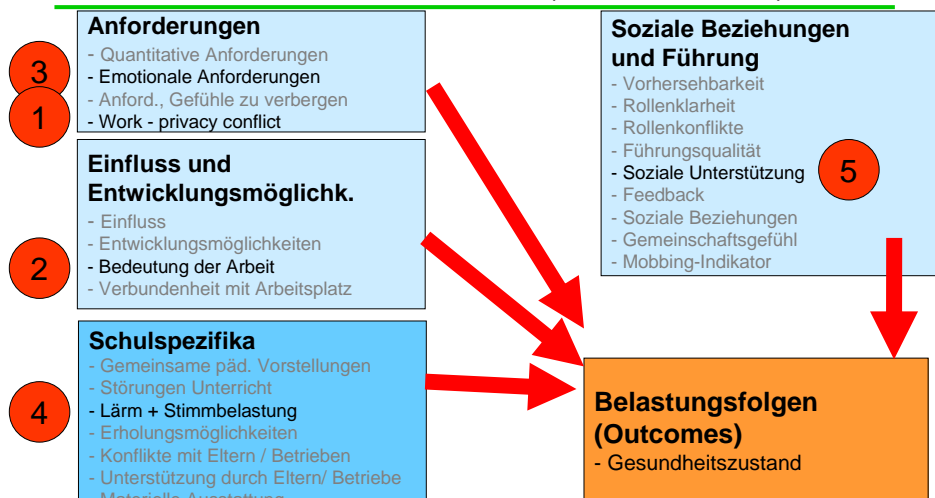 Anforderungen
- Quantitative Anforderungen
- Emotionale Anforderungen
- Anford., Gefühle zu verbergen
- Work - privacy conflict
3
1
Einfluss und
Entwicklungsmöglichk.
- Einfluss
- Entwicklungsmöglichkeiten
- Bedeutung der Arbeit
- Verbundenheit mit Arbeitsplatz
2
Schulspezifika
- Gemeinsame päd. Vorstellungen
- Störungen Unterricht
- Lärm + Stimmbelastung
- Erholungsmöglichkeiten
- Konflikte mit Eltern / Betrieben
- Unterstützung durch Eltern/ Betriebe
- Materielle Ausstattung
4
Soziale Beziehungen
und Führung
- Vorhersehbarkeit
- Rollenklarheit
- Rollenkonflikte
- Führungsqualität
- Soziale Unterstützung
- Feedback
- Soziale Beziehungen
- Gemeinschaftsgefühl
- Mobbing-Indikator
5
Belastungsfolgen
(Outcomes)
- Gesundheitszustand